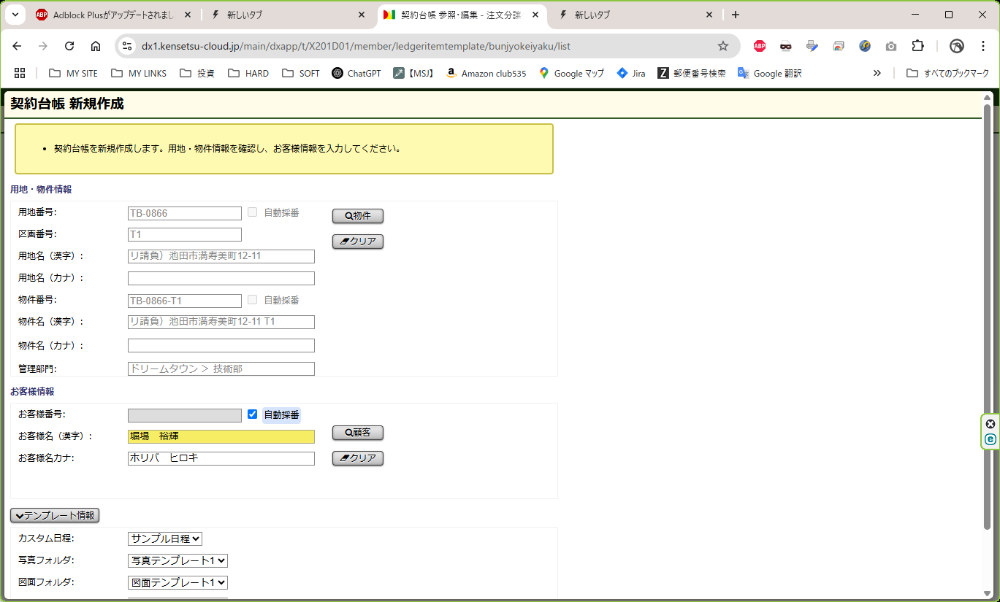 Adblock Plusがアップデートされまし
新しいタブ
契約台帳 参照・編集 - 注文分譲
新しいタブ
dx1.kensetsu-cloud.jp/main/dxapp/t/X201D01/member/ledgeritemtemplate/bunjyokeiyaku/list
MY SITE MY LINKS 投資 HARD SOFT ChatGPT 【MSJ】 Amazon club535 Google マップ Jira 郵便番号検索 Google 翻訳 » すべてのブックマーク
契約台帳 新規作成
• 契約台帳を新規作成します。用地・物件情報を確認し、お客様情報を入力してください。
用地・物件情報
用地番号: TB-0866 自動採番 物件
区画番号: T1 クリア
用地名（漢字）: リ請負）池田市満寿美町12-11
用地名（カナ）:
物件番号: TB-0866-T1 自動採番
物件名（漢字）: リ請負）池田市満寿美町12-11 T1
物件名（カナ）:
管理部門: ドリームタウン ＞ 技術部
お客様情報
お客様番号: 自動採番
お客様名（漢字）: 堀場　裕輝 顧客
お客様名カナ: ホリバ　ヒロキ クリア
テンプレート情報
カスタム日程: サンプル日程
写真フォルダ: 写真テンプレート1
図面フォルダ: 図面テンプレート1